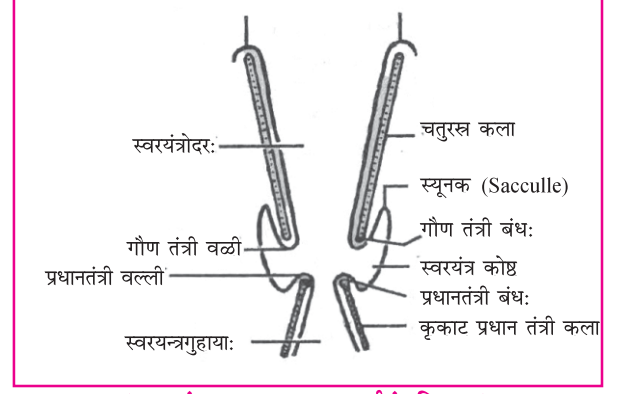 स्वरयंत्रोदरः
चतुरस्र कला
स्यूनक (Sacculle)
गौण तंत्री बंधः
गौण तंत्री वळी
स्वरयंत्र कोष्ठ
प्रधानतंत्री वल्ली
प्रधानतंत्री बंधः
कृकाट प्रधान तंत्री कला
स्वरयन्त्रगुहायाः